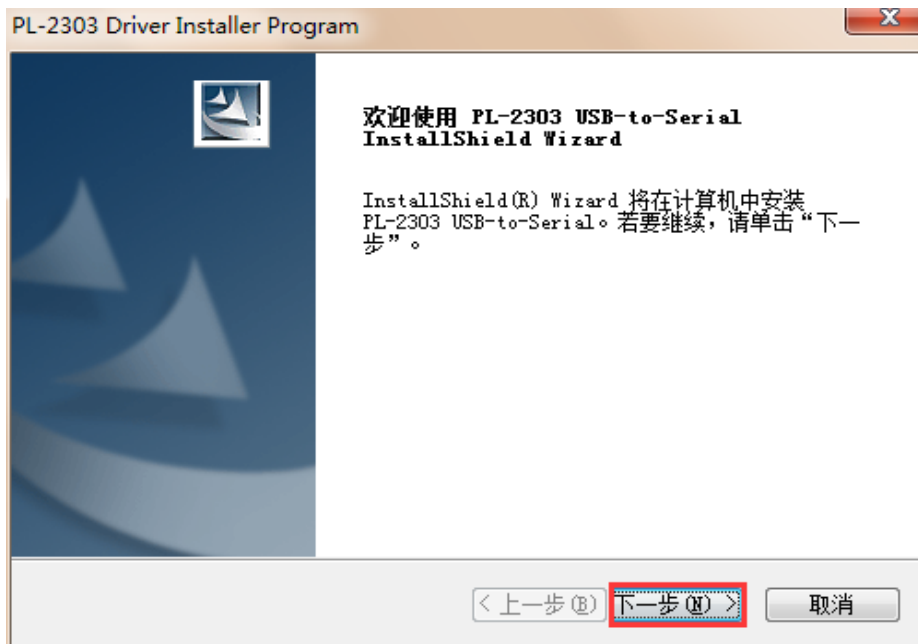 PL-2303 Driver Installer Program
欢迎使用 PL-2303 USB-to-Serial
InstallShield Wizard
InstallShield(R) Wizard 将在计算机中安装
PL-2303 USB-to-Serial。若要继续，请单击“下一
步”。
< 上一步(B) 下一步(N) > 取消